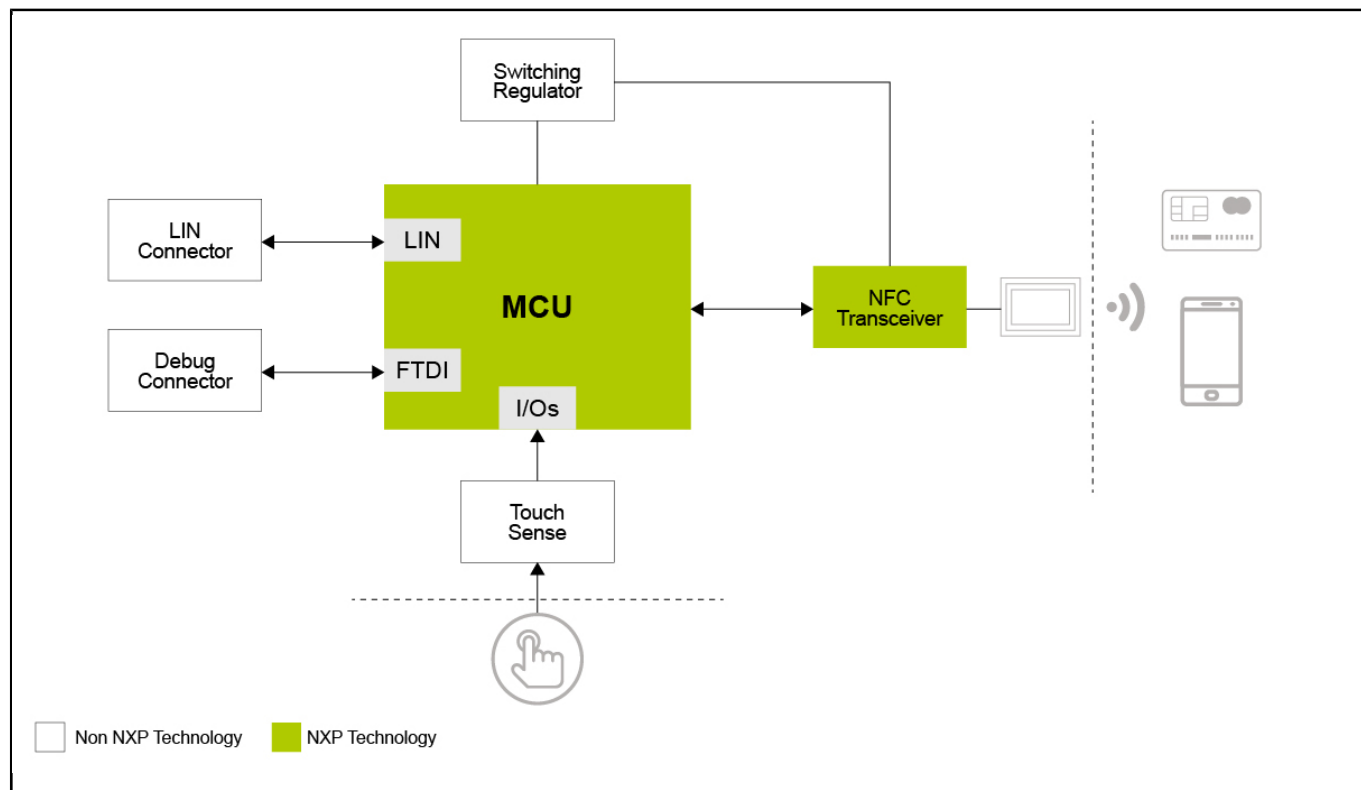 Switching
Regulator
LIN
Connector
LIN
MCU
NFC
Transceiver
Debug
Connector
FTDI
I/Os
Touch
Sense
Non NXP Technology
NXP Technology